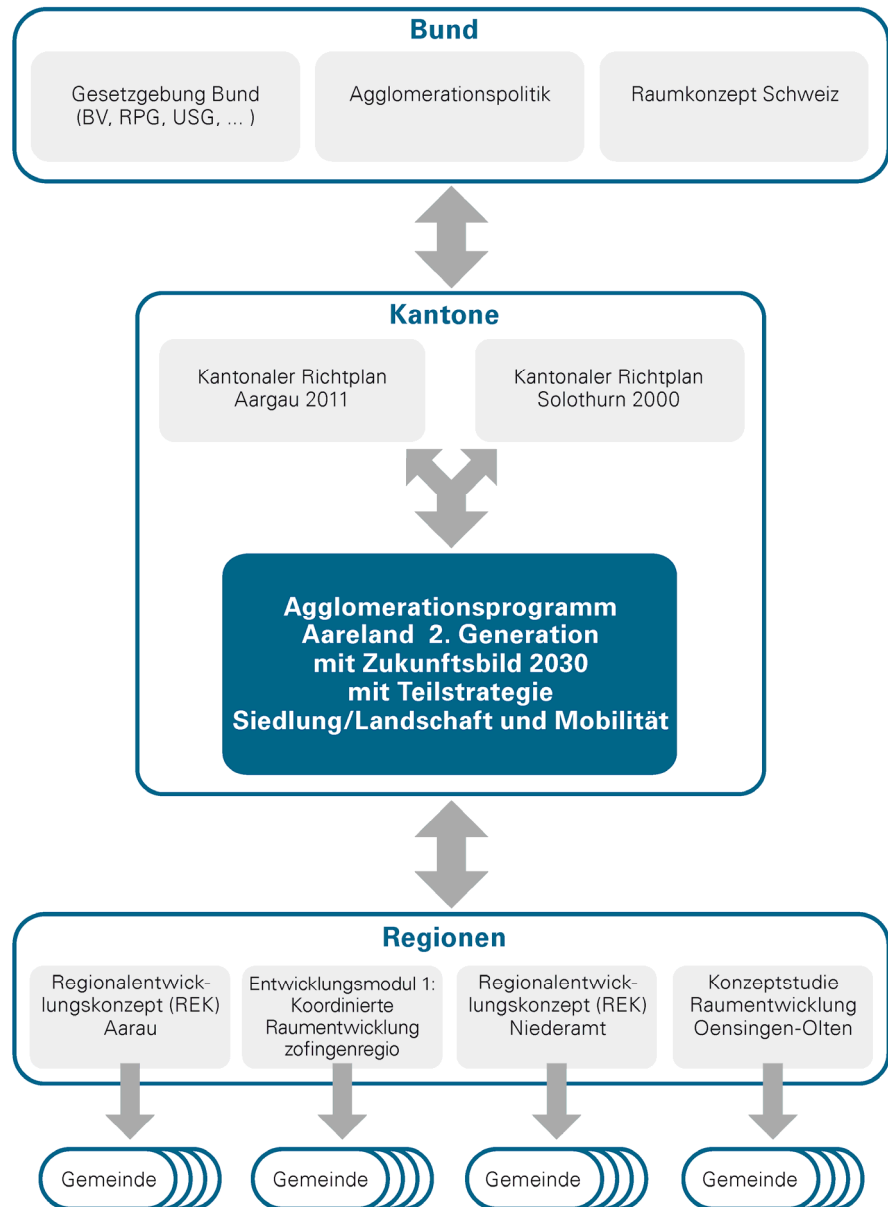 Bund
Gesetzgebung Bund
(BV, RPG, USG, ... )
Agglomerationspolitik
Raumkonzept Schweiz
Kantone
Kantonaler Richtplan
Aargau 2011
Kantonaler Richtplan
Solothurn 2000
Agglomerationsprogramm
Aareland 2. Generation
mit Zukunftsbild 2030
mit Teilstrategie
Siedlung/Landschaft und Mobilität
Regionen
Regionalentwick-
lungskonzept (REK)
Aarau
Entwicklungsmodul 1:
Koordinierte
Raumentwicklung
zofingenregio
Regionalentwick-
lungskonzept (REK)
Niederamt
Konzeptstudie
Raumentwicklung
Oensingen-Olten
Gemeinde
Gemeinde
Gemeinde
Gemeinde